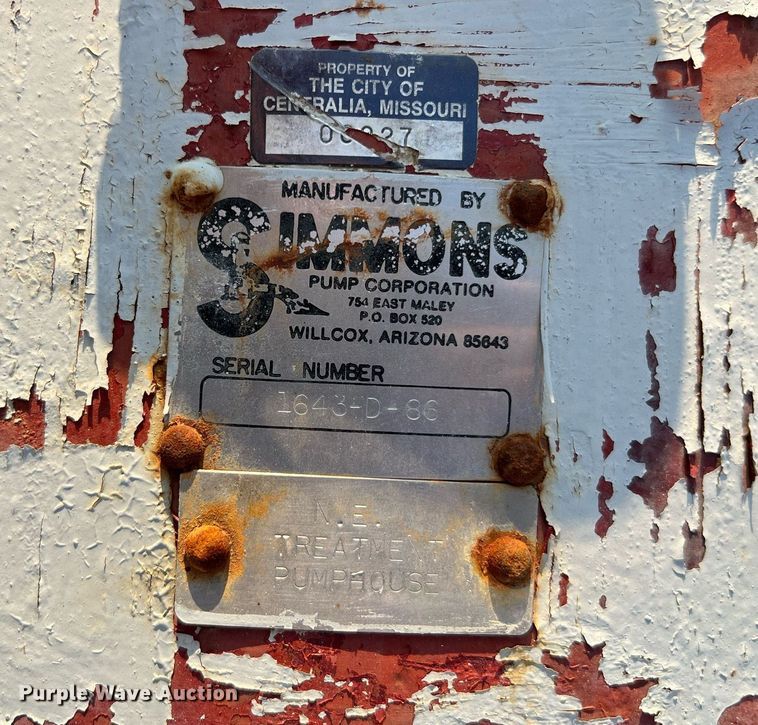 PROPERTY OF
THE CITY OF
CENTRALIA, MISSOURI
MANUFACTURED BY
SIMMONS
PUMP CORPORATION
754 EAST MALEY
P.O. BOX 520
WILLCOX, ARIZONA 85643
SERIAL NUMBER
1643-D-86
N.E.
TREATMENT
PUMPHOUSE
Purple Wave Auction